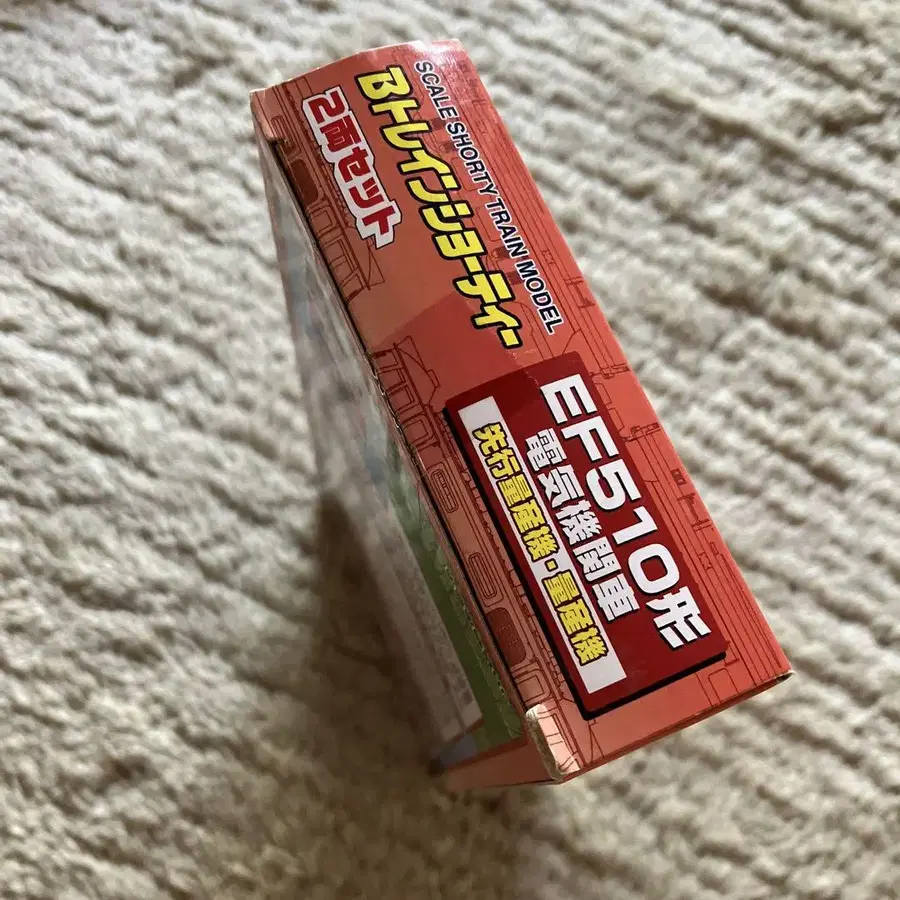 SCALE SHORTY TRAIN MODEL
Bトレインショーティー
2両セット
EF510形
電気機関車
先行量産機・量産機